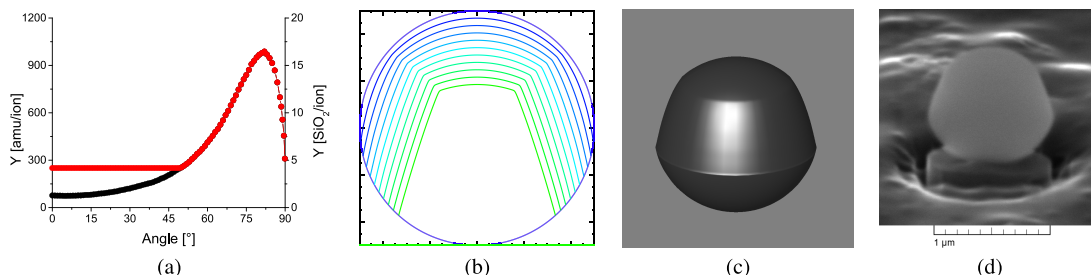 1200
900
600
300
0
Y [amu/ion]
20
15
10
5
0
Y [SiO₂/ion]
0 15 30 45 60 75 90
Angle [°]
1 μm
(a) (b) (c) (d)